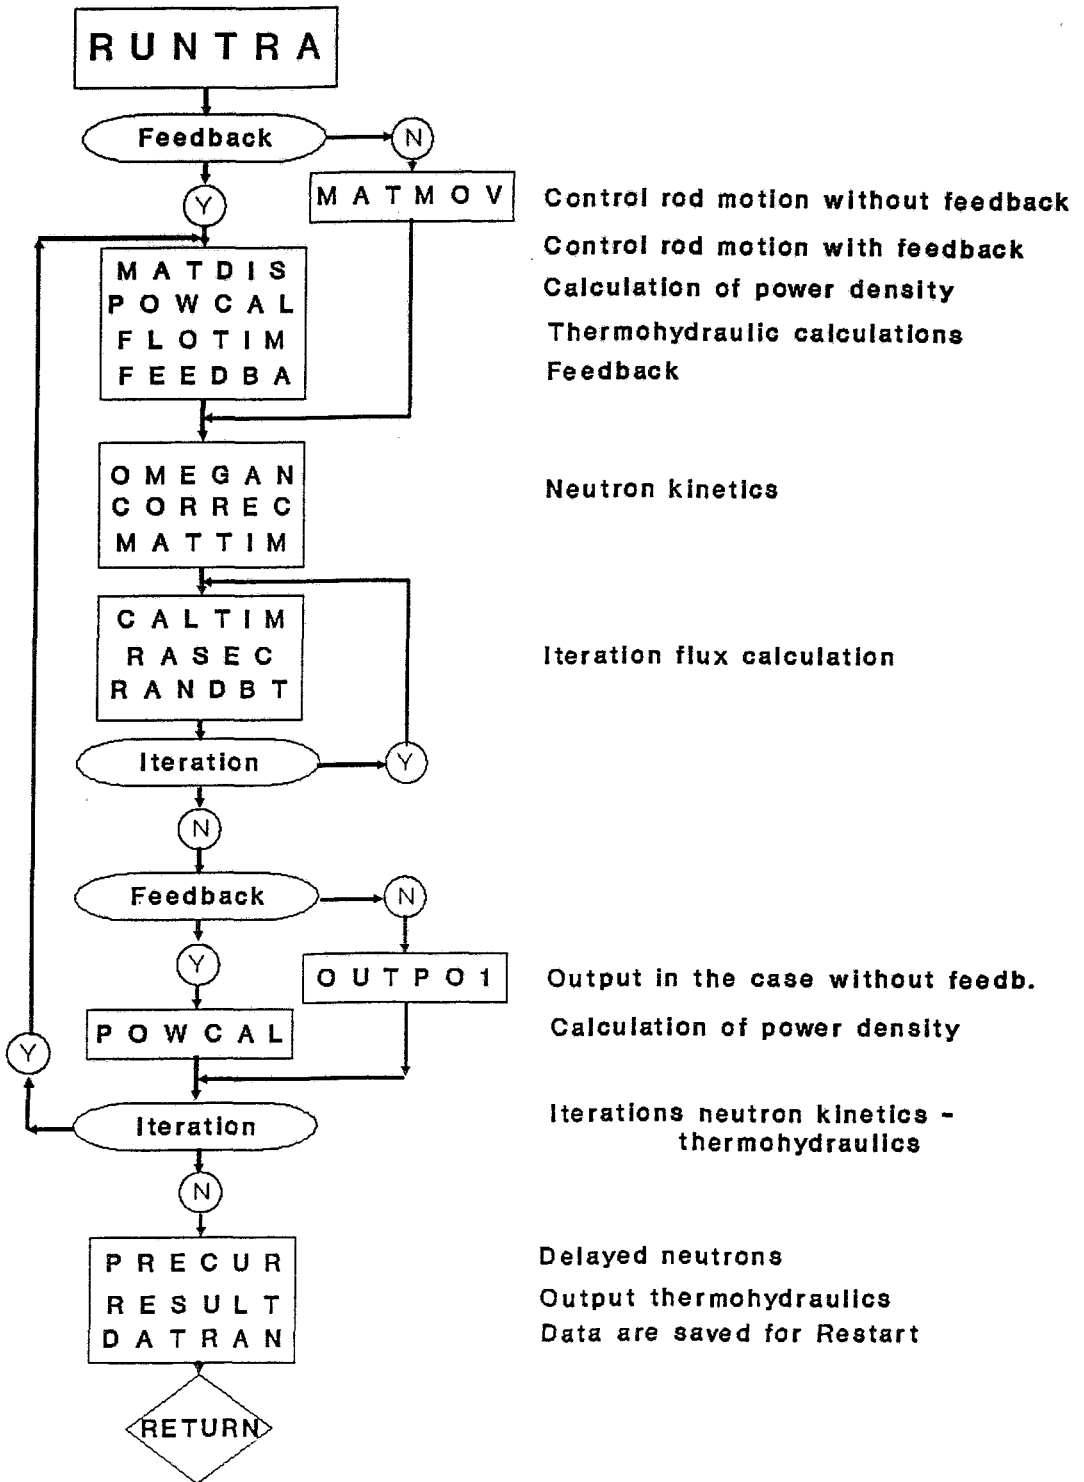 RUNTRA
Feedback
N
MATMOV
Control rod motion without feedback
Y
Control rod motion with feedback
MATDIS
POWCAL
Calculation of power density
FLOTIM
Thermohydraulic calculations
FEEDBA
Feedback
OMEGAN
CORREC
Neutron kinetics
MATTIM
CALTIM
RASEC
Iteration flux calculation
RANDBT
Iteration
Y
N
Feedback
N
Y
OUTPO1
Output in the case without feedb.
POWCAL
Calculation of power density
Y
Iteration
Iterations neutron kinetics -
thermohydraulics
N
PRECUR
Delayed neutrons
RESULT
Output thermohydraulics
DATRAN
Data are saved for Restart
RETURN